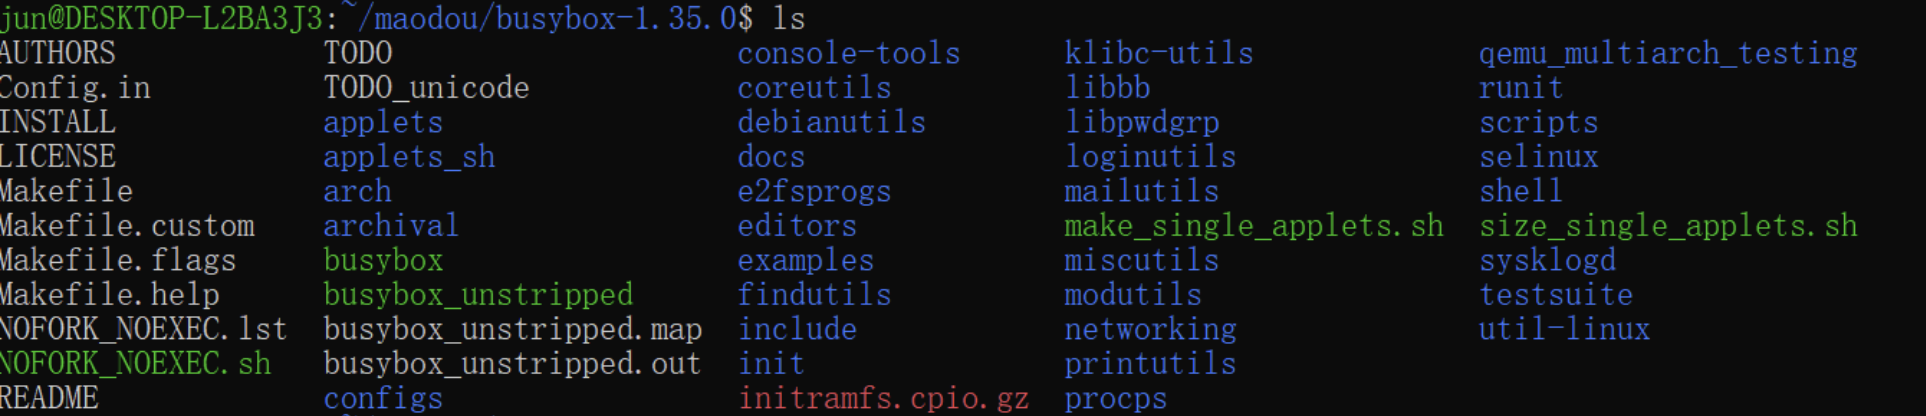 jun@DESKTOP-L2BA3J3:~/maodou/busybox-1.35.0$ ls
AUTHORS TODO console-tools klibc-utils qemu_multiarch_testing
Config.in TODO_unicode coreutils libbb runit
INSTALL applets debianutils libpwdgrp scripts
LICENSE applets_sh docs loginutils selinux
Makefile arch e2fsprogs mailutils shell
Makefile.custom archival editors make_single_applets.sh size_single_applets.sh
Makefile.flags busybox examples miscutils sysklogd
Makefile.help busybox_unstripped findutils modutils testsuite
NOFORK_NOEXEC.lst busybox_unstripped.map include networking util-linux
NOFORK_NOEXEC.sh busybox_unstripped.out init printutils
README configs initramfs.cpio.gz procps